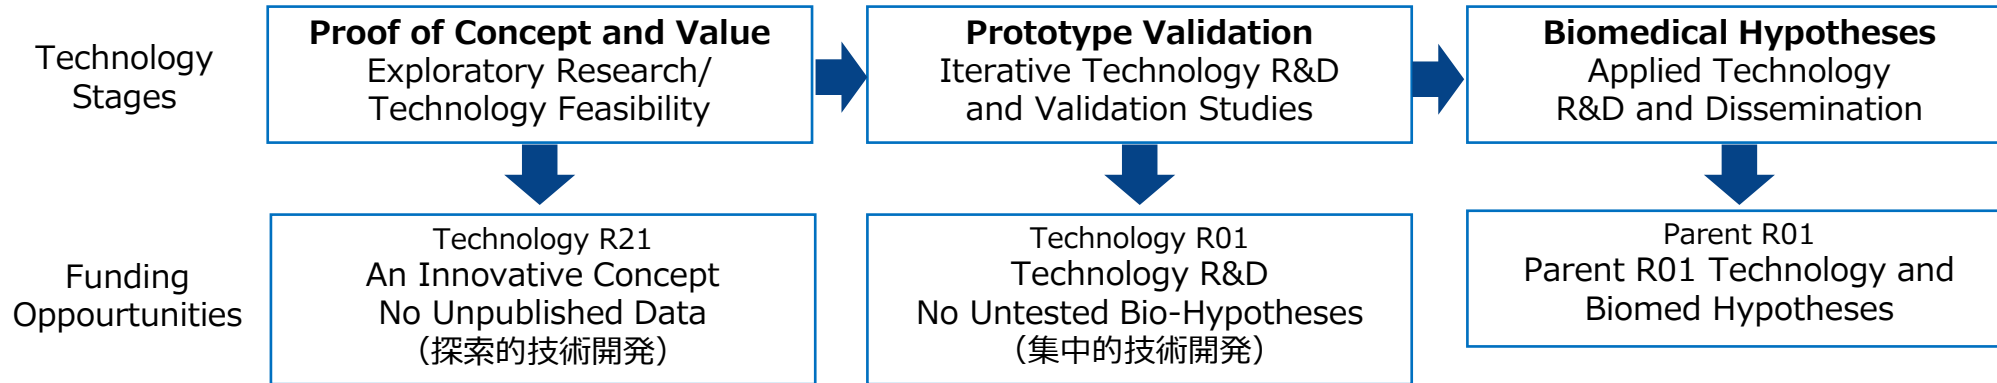 Technology
Stages
Proof of Concept and Value
Exploratory Research/
Technology Feasibility
Prototype Validation
Iterative Technology R&D
and Validation Studies
Biomedical Hypotheses
Applied Technology
R&D and Dissemination
Funding
Oppourtunities
Technology R21
An Innovative Concept
No Unpublished Data
（探索的技術開発）
Technology R01
Technology R&D
No Untested Bio-Hypotheses
（集中的技術開発）
Parent R01
Parent R01 Technology and
Biomed Hypotheses